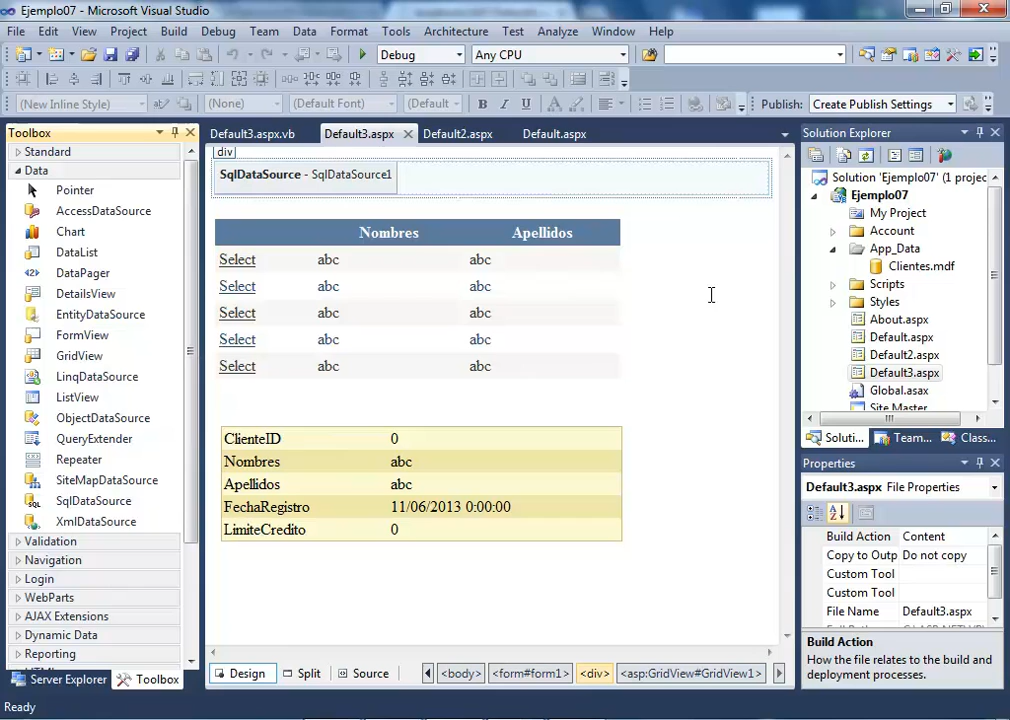 Ejemplo07 - Microsoft Visual Studio
File Edit View Project Build Debug Team Data Format Tools Architecture Test Analyze Window Help
Debug Any CPU
(New Inline Style) (None) (Default Font) (Default B I U A Publish: Create Publish Settings
Toolbox
Standard
Data
Pointer
AccessDataSource
Chart
DataList
DataPager
DetailsView
EntityDataSource
FormView
GridView
LinqDataSource
ListView
ObjectDataSource
QueryExtender
Repeater
SiteMapDataSource
SqlDataSource
XmlDataSource
Validation
Navigation
Login
WebParts
AJAX Extensions
Dynamic Data
Reporting
Server Explorer Toolbox
Default3.aspx.vb Default3.aspx Default2.aspx Default.aspx
div
SqlDataSource - SqlDataSource1
Nombres Apellidos
Select abc abc
Select abc abc
Select abc abc
Select abc abc
Select abc abc
ClienteID 0
Nombres abc
Apellidos abc
FechaRegistro 11/06/2013 0:00:00
LimiteCredito 0
Design Split Source <body> <form#form1> <div> <asp:GridView#GridView1>
Solution Explorer
Solution 'Ejemplo07' (1 projec
Ejemplo07
My Project
Account
App_Data
Clientes.mdf
Scripts
Styles
About.aspx
Default.aspx
Default2.aspx
Default3.aspx
Global.asax
Site Master
Soluti... Team... Class...
Properties
Default3.aspx File Properties
Build Action Content
Copy to Outp Do not copy
Custom Tool
Custom Tool
File Name Default3.aspx
Build Action
How the file relates to the build and
deployment processes.
Ready